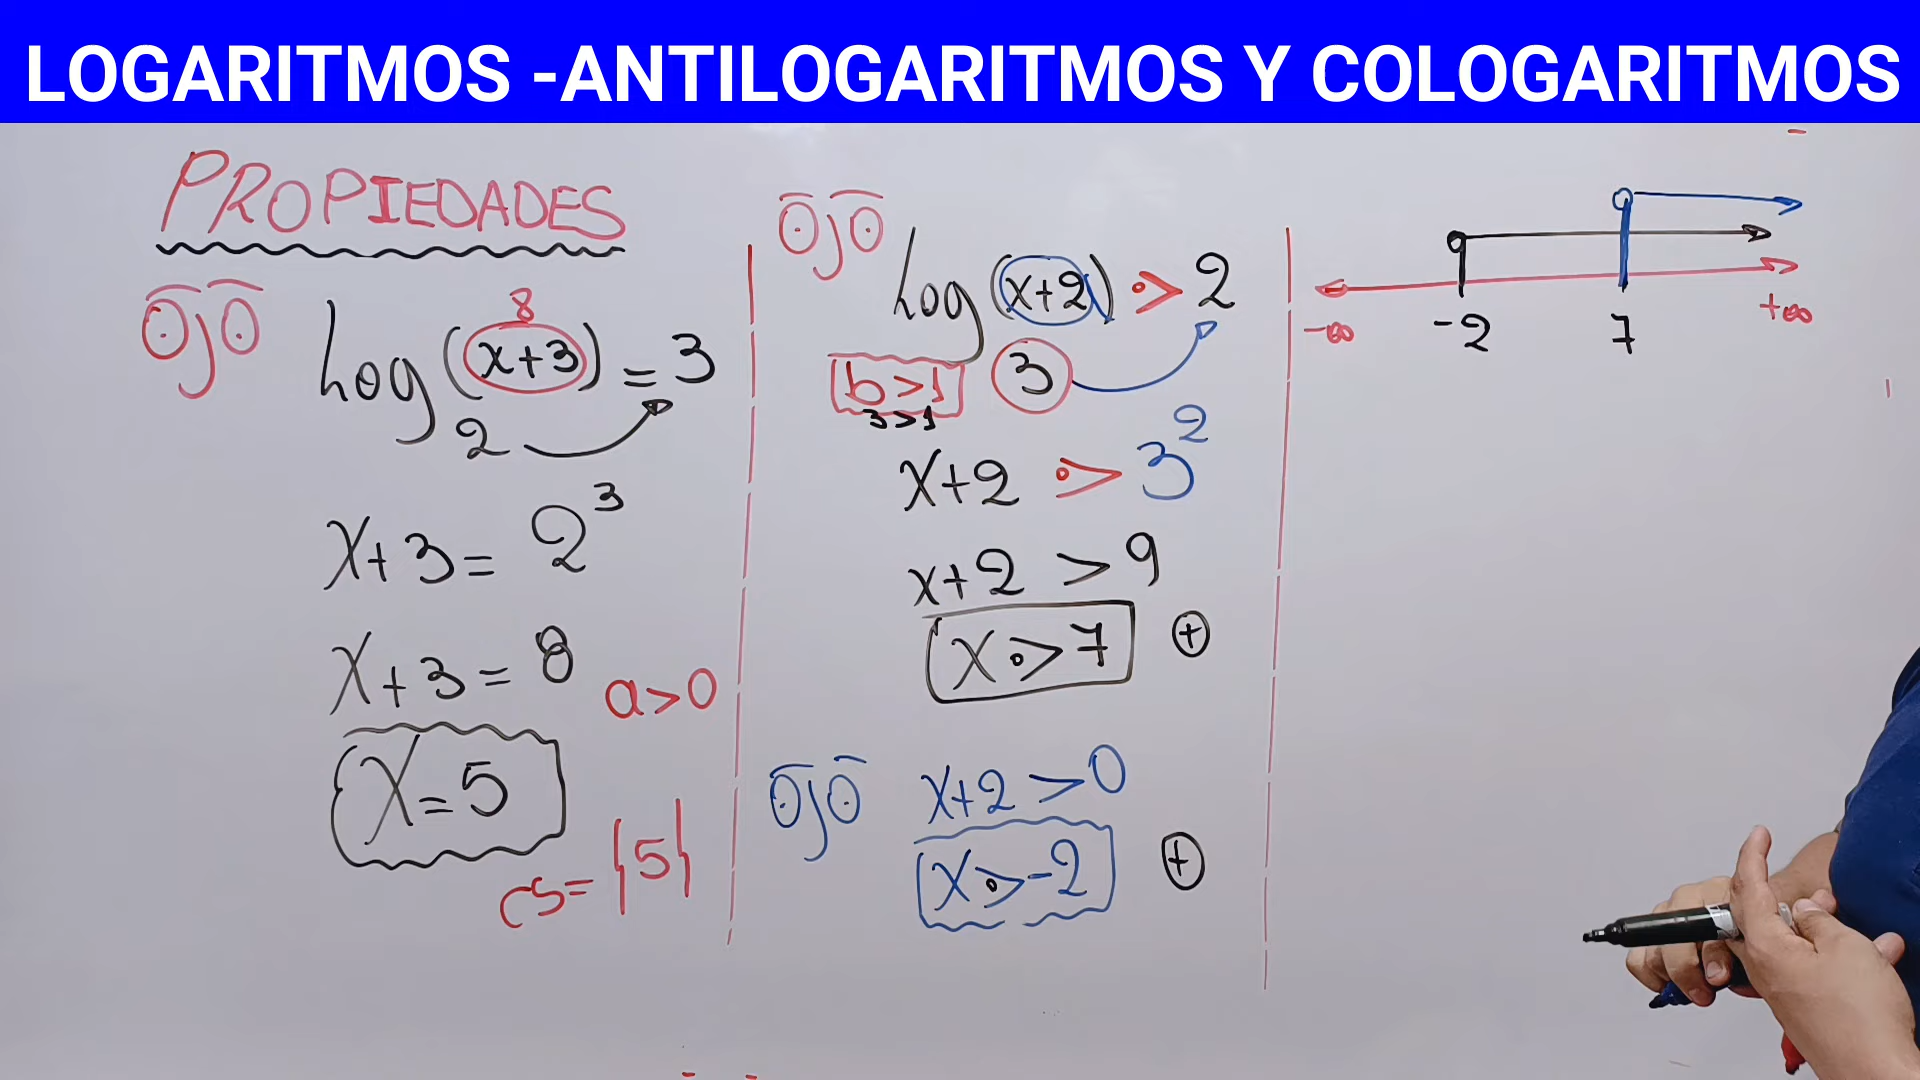 LOGARITMOS -ANTILOGARITMOS Y COLOGARITMOS
PROPIEDADES
OJO
8
log₂(x+3) = 3
x+3 = 2³
x+3 = 8
a>0
x=5
CS= {5}
OJO
log₃(x+2) > 2
b>1
3>1
x+2 > 3²
x+2 > 9
x > 7 +
OJO
x+2 > 0
x > -2 +
-∞ -2 7 +∞